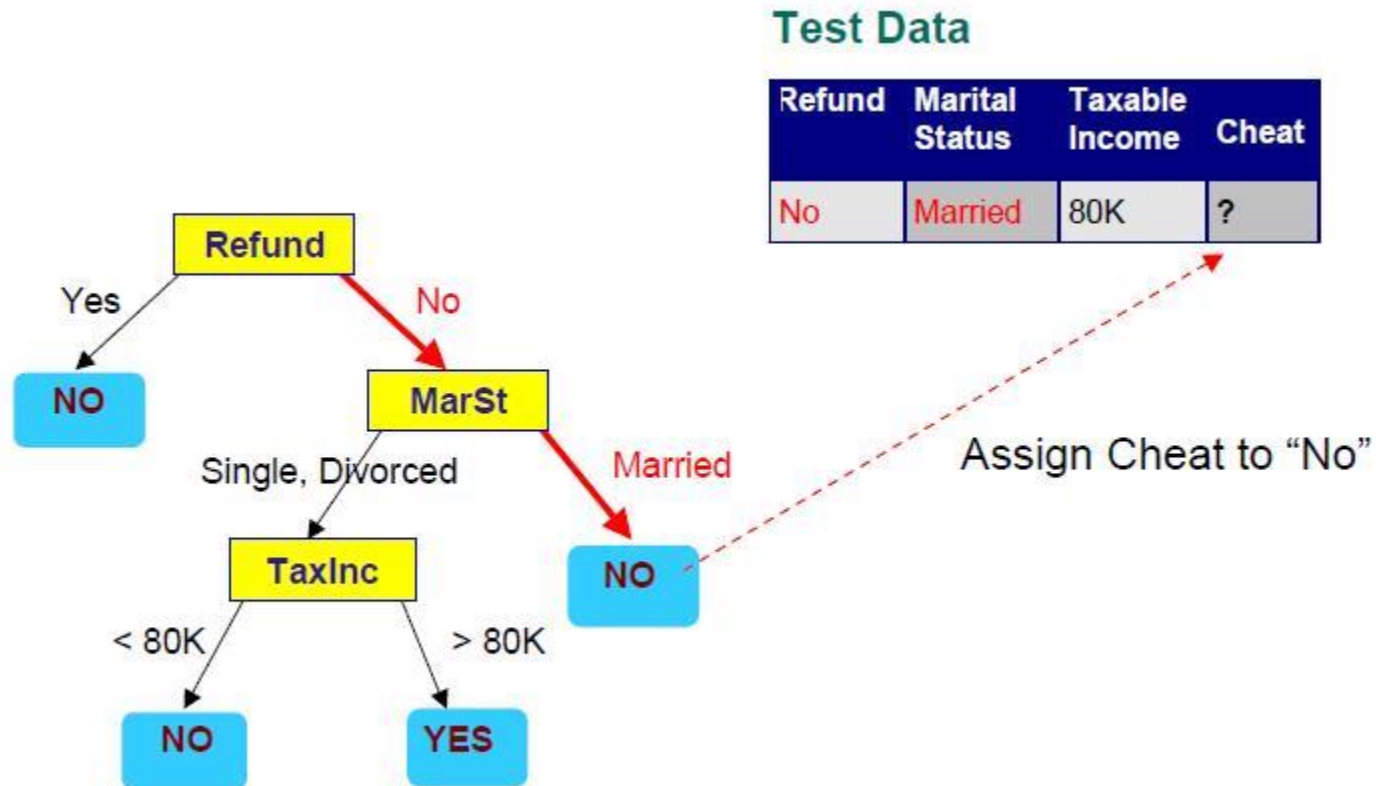 Test Data
Refund Marital Status Taxable Income Cheat
No Married 80K ?
Refund
Yes No
NO MarSt
Single, Divorced Married Assign Cheat to “No”
TaxInc NO
< 80K > 80K
NO YES